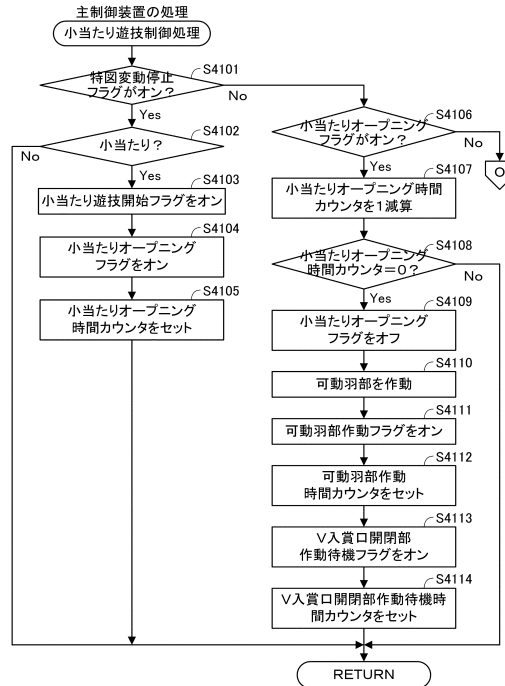 主制御装置の処理
小当たり遊技制御処理
S4101
特図変動停止
フラグがオン？
No
Yes
S4102
小当たり？
No
Yes
S4103
小当たり遊技開始フラグをオン
S4104
小当たりオープニング
フラグをオン
S4105
小当たりオープニング
時間カウンタをセット
S4106
小当たりオープニング
フラグがオン？
No
O
Yes
S4107
小当たりオープニング時間
カウンタを1減算
S4108
小当たりオープニング
時間カウンタ=0？
No
Yes
S4109
小当たりオープニング
フラグをオフ
S4110
可動羽部を作動
S4111
可動羽部作動フラグをオン
S4112
可動羽部作動
時間カウンタをセット
S4113
V入賞口開閉部
作動待機フラグをオン
S4114
V入賞口開閉部作動待機時
間カウンタをセット
RETURN